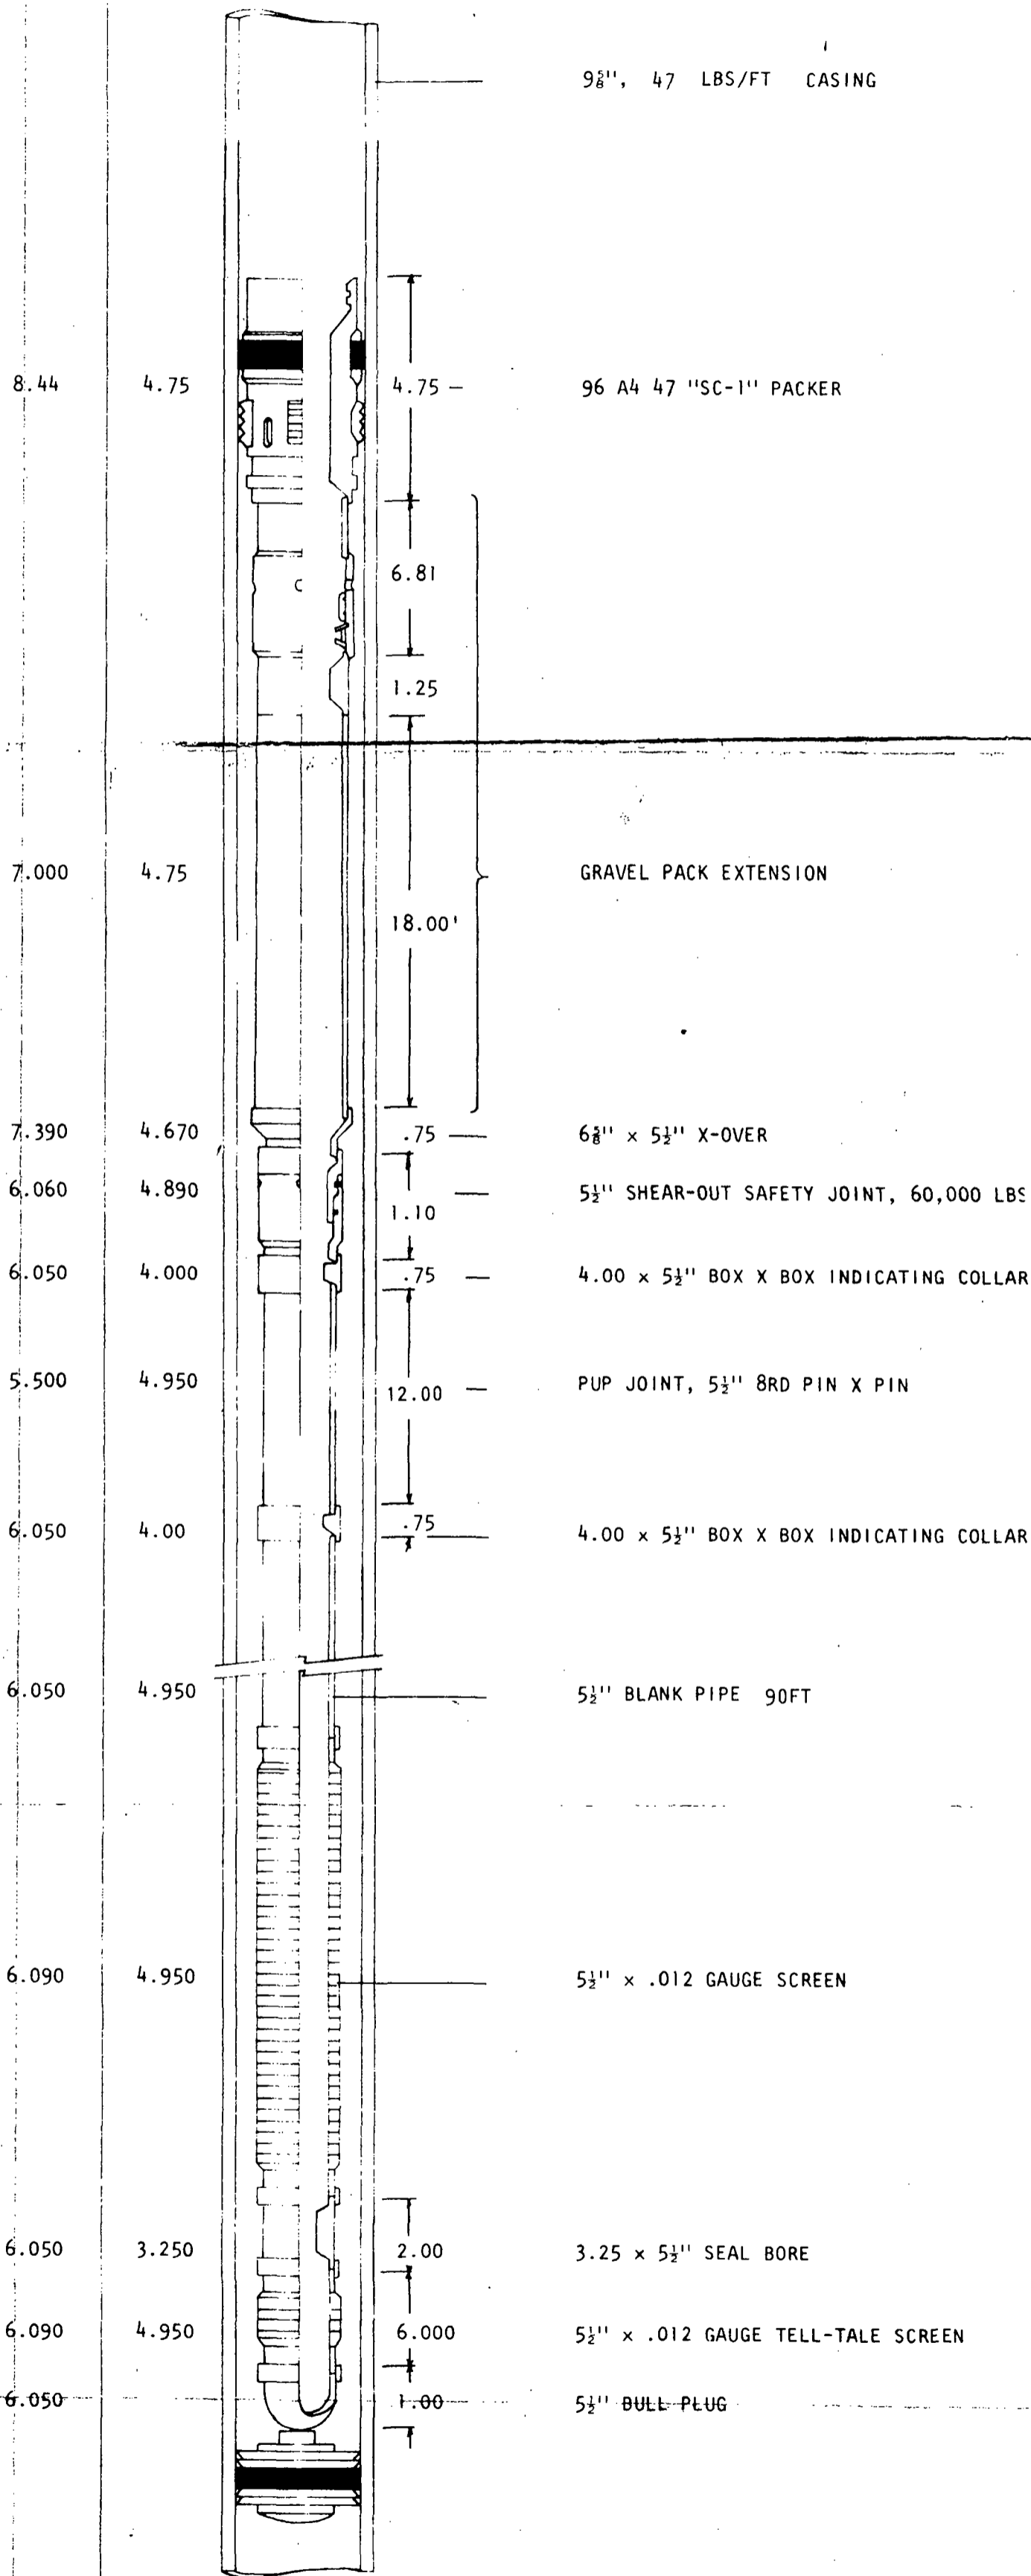 9⅝", 47 LBS/FT CASING
8.44 4.75 4.75 96 A4 47 "SC-1" PACKER
6.81
1.25
7.000 4.75 GRAVEL PACK EXTENSION
18.00'
7.390 4.670 .75 6⅝" x 5½" X-OVER
6.060 4.890 1.10 5½" SHEAR-OUT SAFETY JOINT, 60,000 LBS
6.050 4.000 .75 4.00 x 5½" BOX X BOX INDICATING COLLAR
5.500 4.950 12.00 PUP JOINT, 5½" 8RD PIN X PIN
6.050 4.00 .75 4.00 x 5½" BOX X BOX INDICATING COLLAR
6.050 4.950 5½" BLANK PIPE 90FT
6.090 4.950 5½" x .012 GAUGE SCREEN
6.050 3.250 2.00 3.25 x 5½" SEAL BORE
6.090 4.950 6.000 5½" x .012 GAUGE TELL-TALE SCREEN
6.050 1.00 5½" BULL PLUG